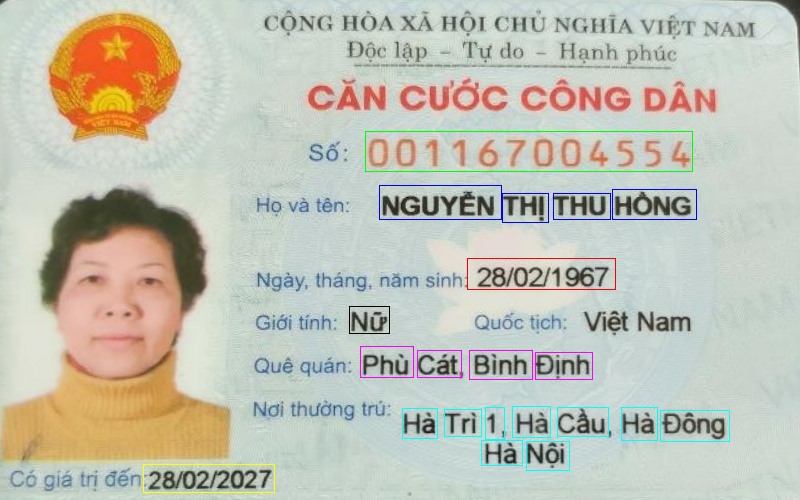 CỘNG HÒA XÃ HỘI CHỦ NGHĨA VIỆT NAM
Độc lập - Tự do - Hạnh phúc
CĂN CƯỚC CÔNG DÂN
Số: 001167004554
Họ và tên: NGUYỄN THỊ THU HỒNG
Ngày, tháng, năm sinh: 28/02/1967
Giới tính: Nữ Quốc tịch: Việt Nam
Quê quán: Phù Cát, Bình Định
Nơi thường trú: Hà Trì 1, Hà Cầu, Hà Đông
Hà Nội
Có giá trị đến: 28/02/2027